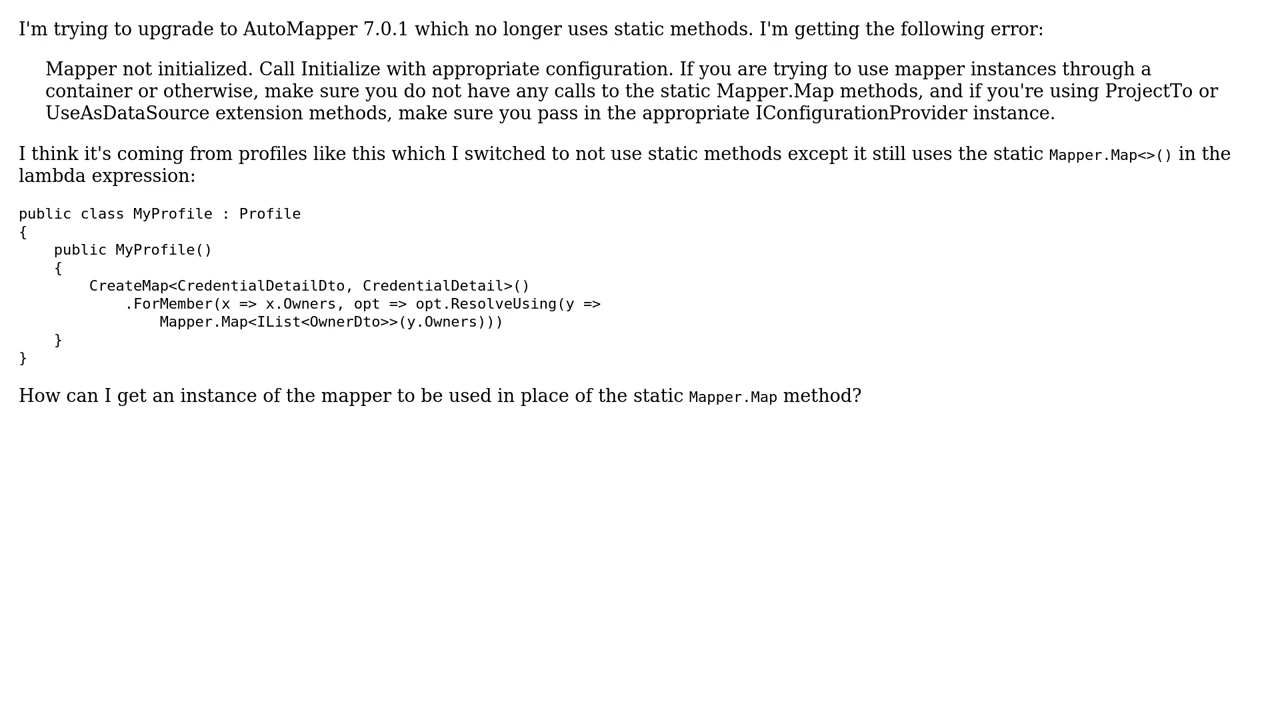 I'm trying to upgrade to AutoMapper 7.0.1 which no longer uses static methods. I'm getting the following error:
Mapper not initialized. Call Initialize with appropriate configuration. If you are trying to use mapper instances through a
container or otherwise, make sure you do not have any calls to the static Mapper.Map methods, and if you're using ProjectTo or
UseAsDataSource extension methods, make sure you pass in the appropriate IConfigurationProvider instance.
I think it's coming from profiles like this which I switched to not use static methods except it still uses the static Mapper.Map<>() in the
lambda expression:
public class MyProfile : Profile
{
    public MyProfile()
    {
        CreateMap<CredentialDetailDto, CredentialDetail>()
            .ForMember(x => x.Owners, opt => opt.ResolveUsing(y =>
                Mapper.Map<IList<OwnerDto>>(y.Owners)))
    }
}
How can I get an instance of the mapper to be used in place of the static Mapper.Map method?